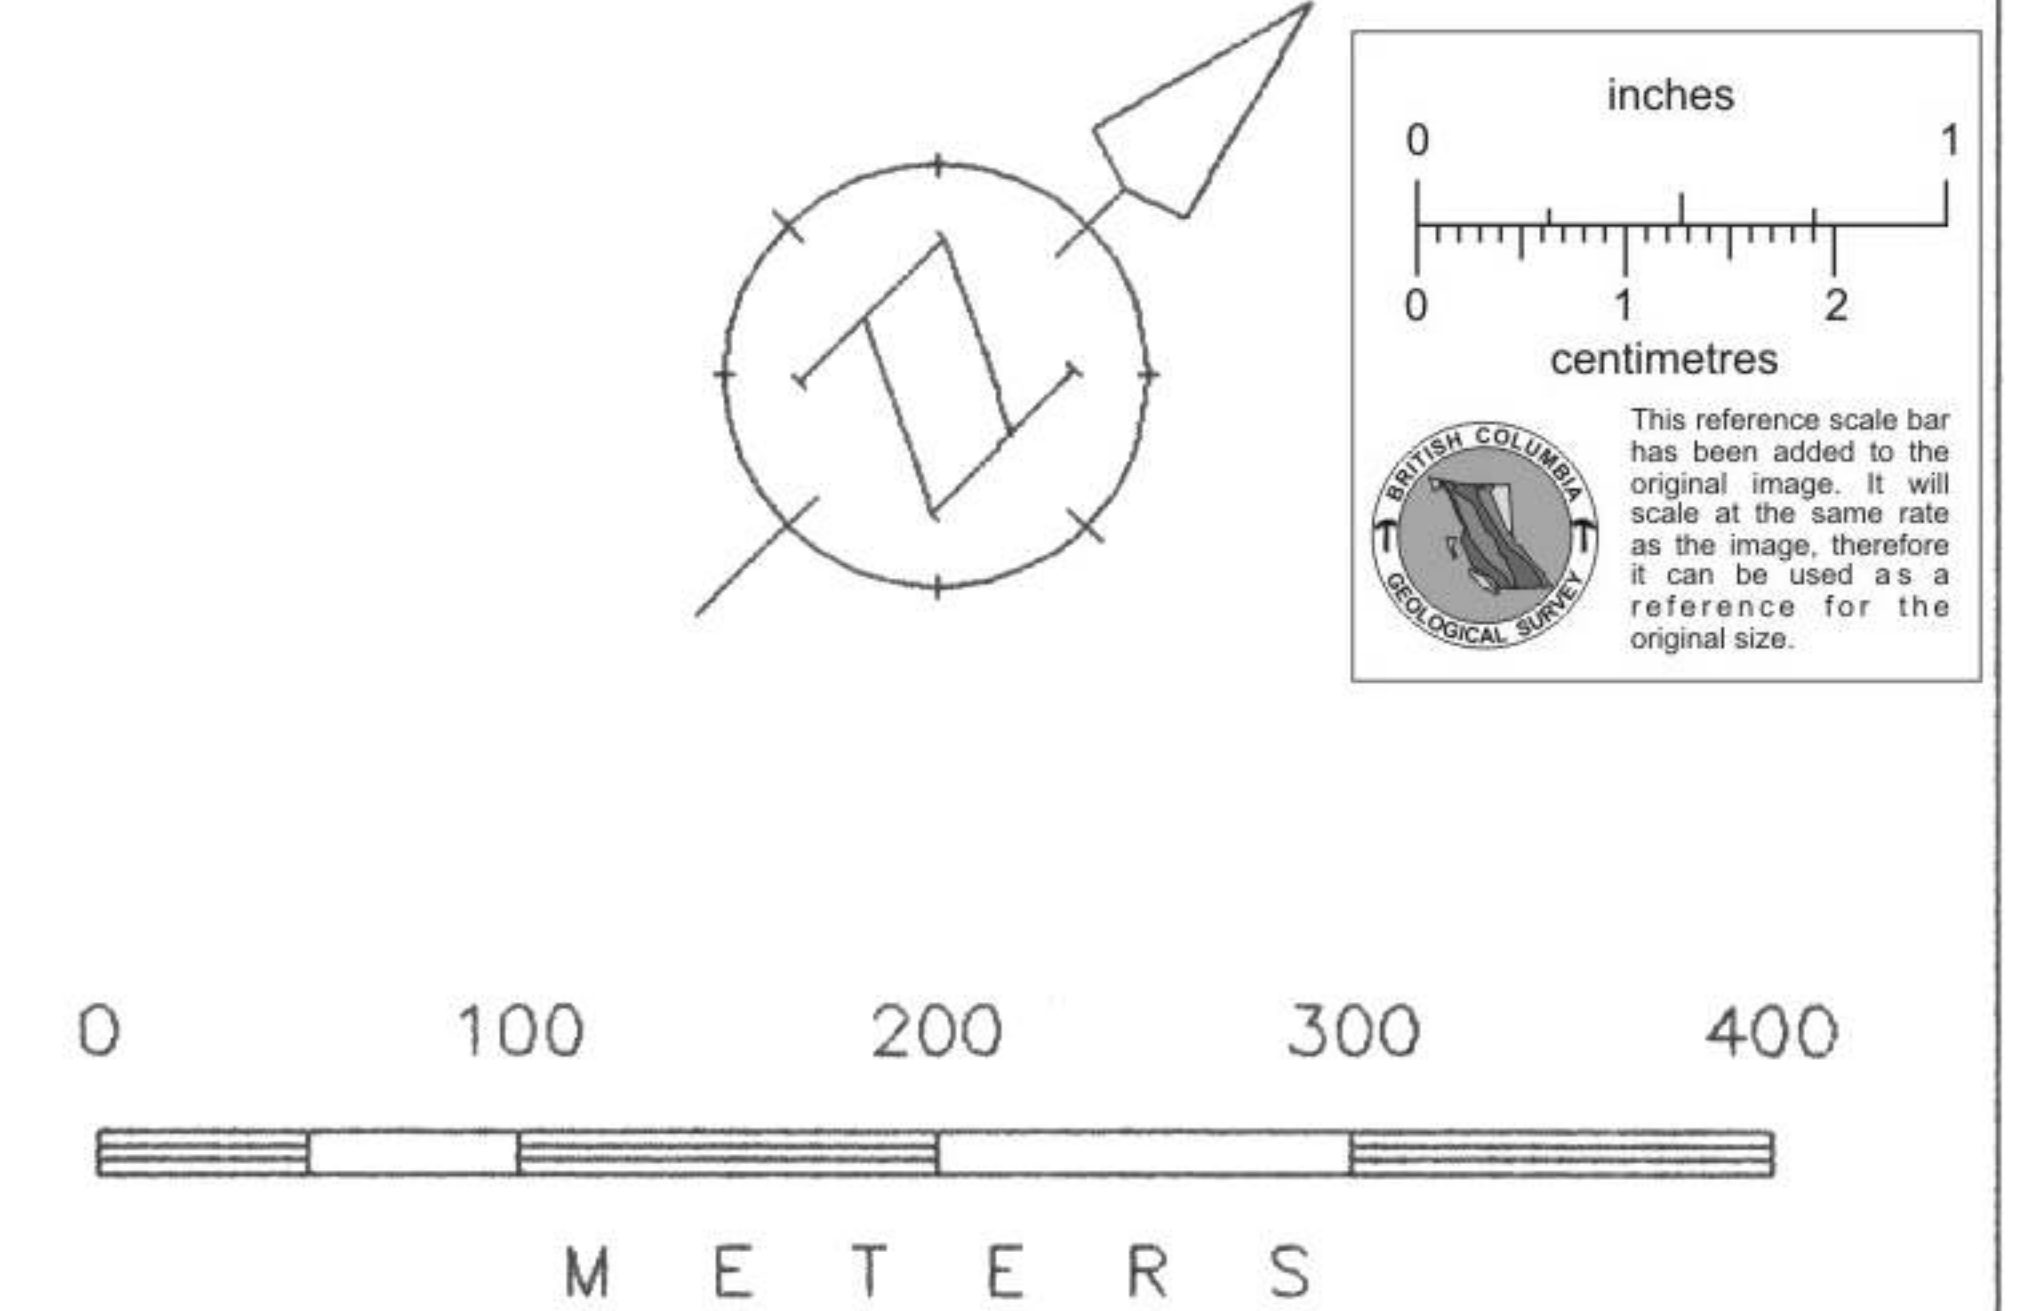 N
inches
0 1
0 1 2
centimetres
This reference scale bar
has been added to the
original image. It will
scale at the same rate
as the image, therefore
it can be used as a
reference for the
original size.
BRITISH COLUMBIA
GEOLOGICAL SURVEY
0 100 200 300 400
METERS